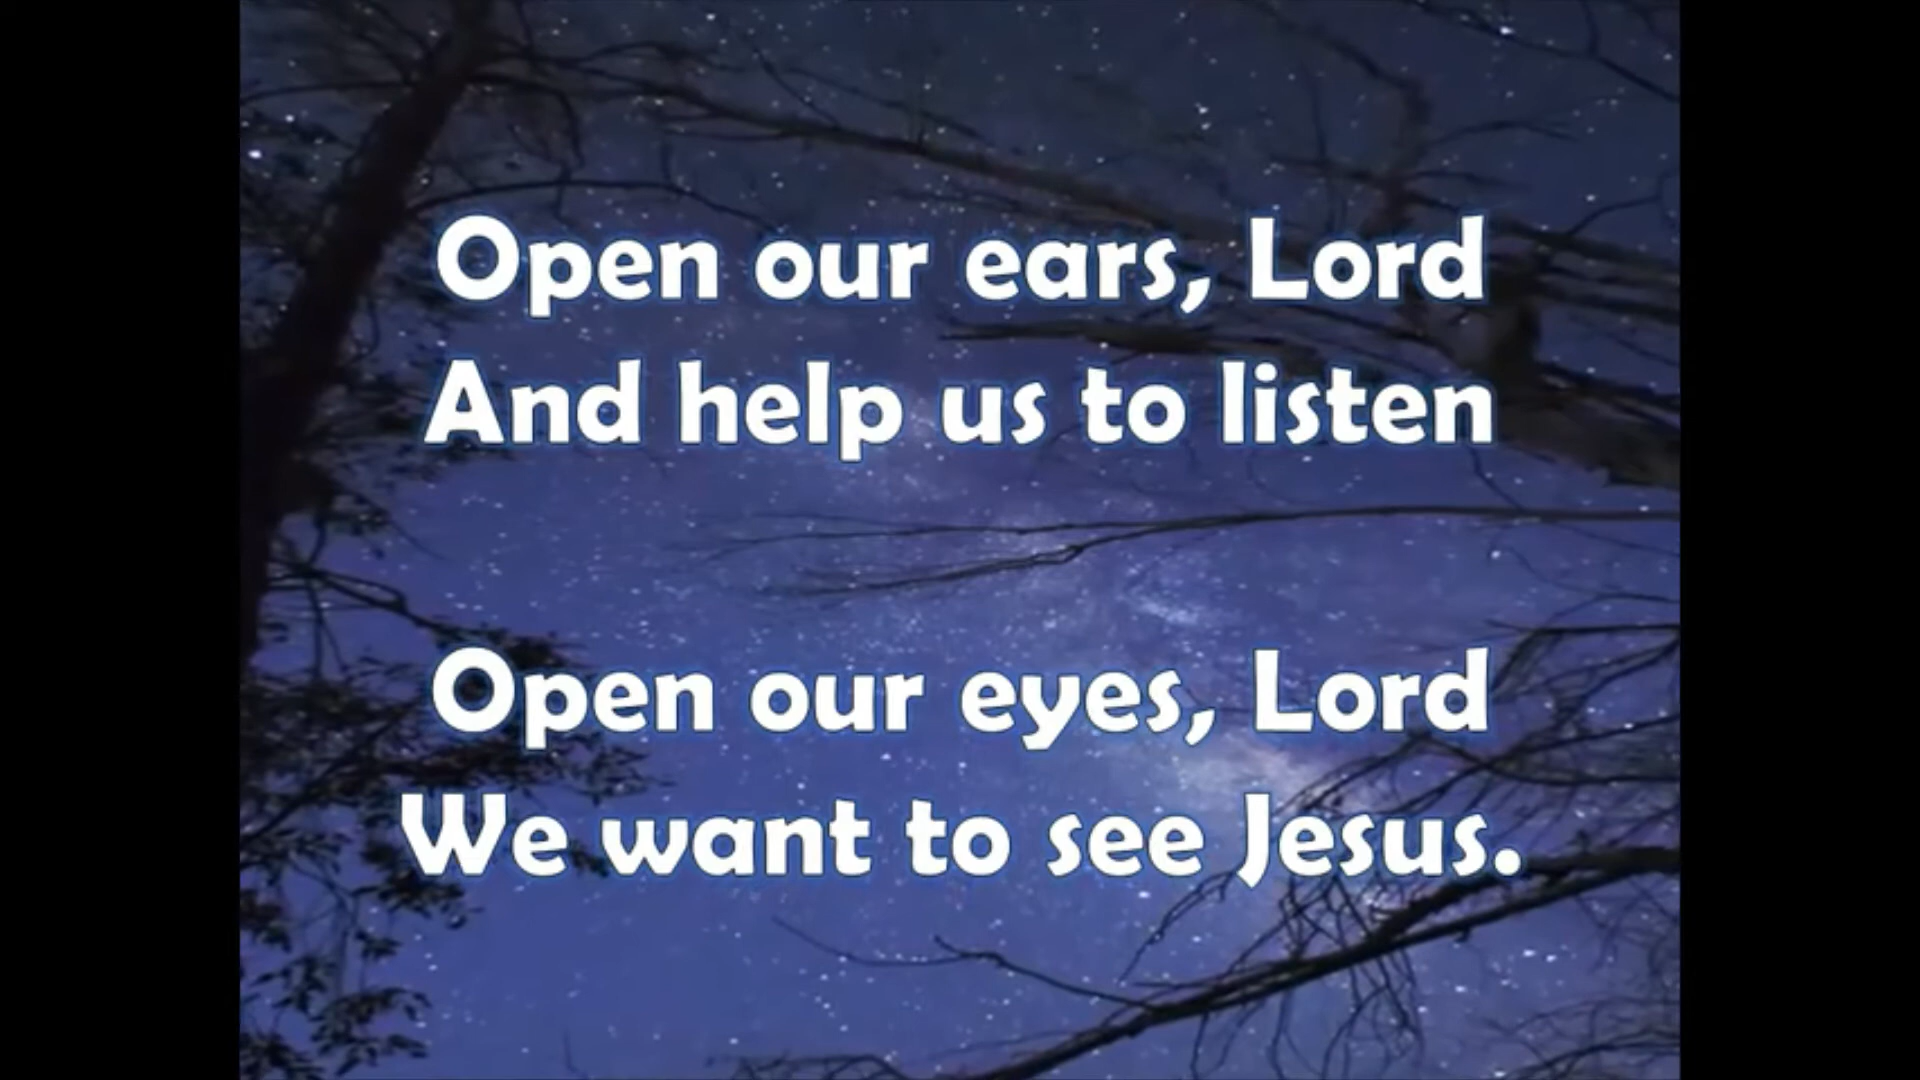 Open our ears, Lord
And help us to listen
Open our eyes, Lord
We want to see Jesus.